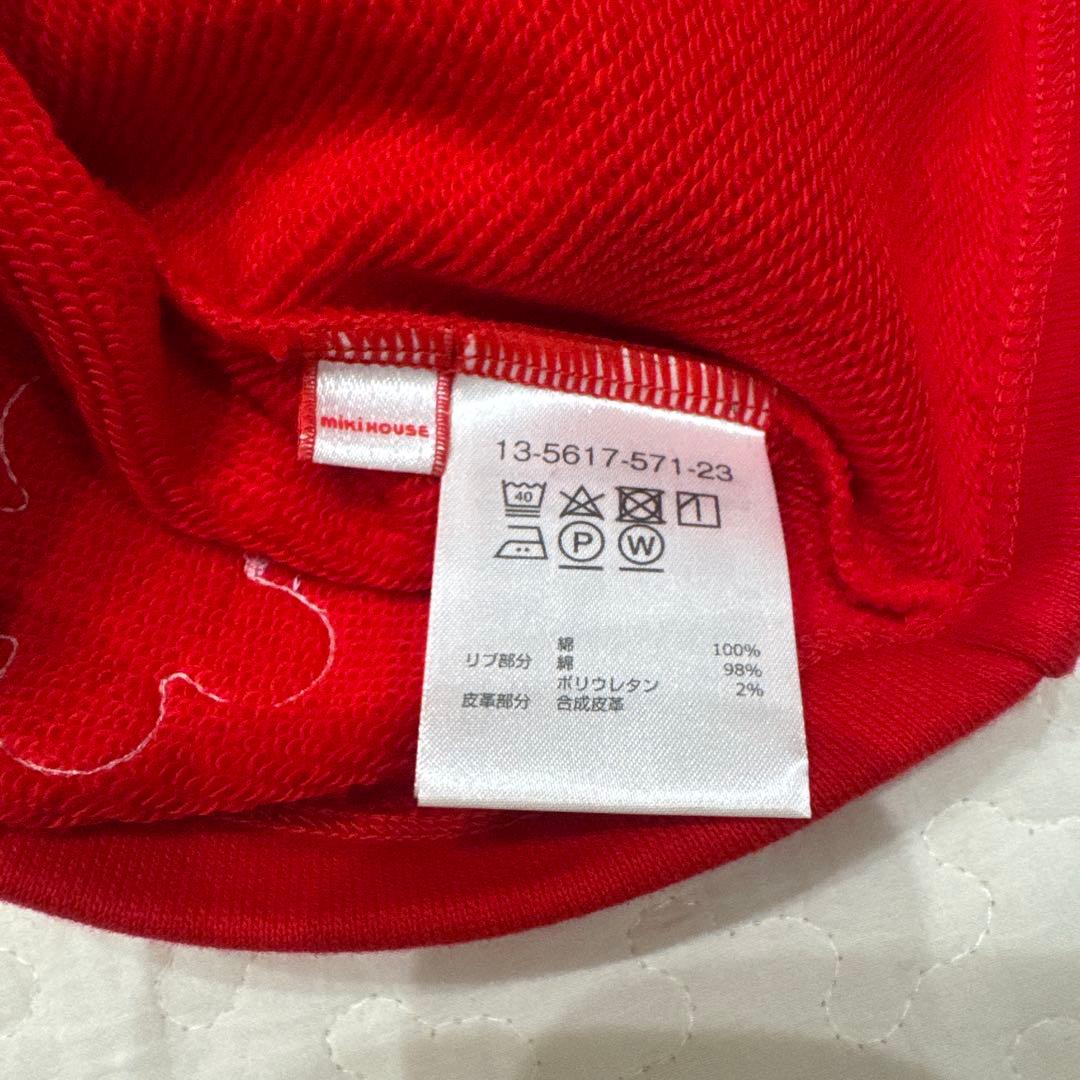 miKiHOUSE
13-5617-571-23
40
P W
綿 100%
リブ部分 綿 98%
ポリウレタン 2%
皮革部分 合成皮革